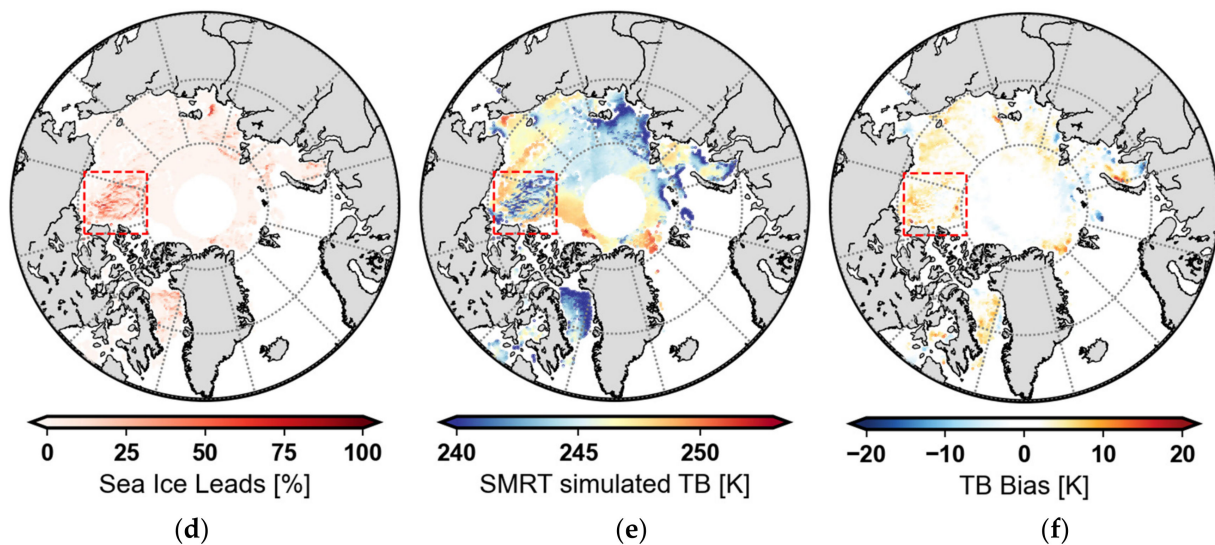 0 25 50 75 100
Sea Ice Leads [%]
(d)
240 245 250
SMRT simulated TB [K]
(e)
−20 −10 0 10 20
TB Bias [K]
(f)